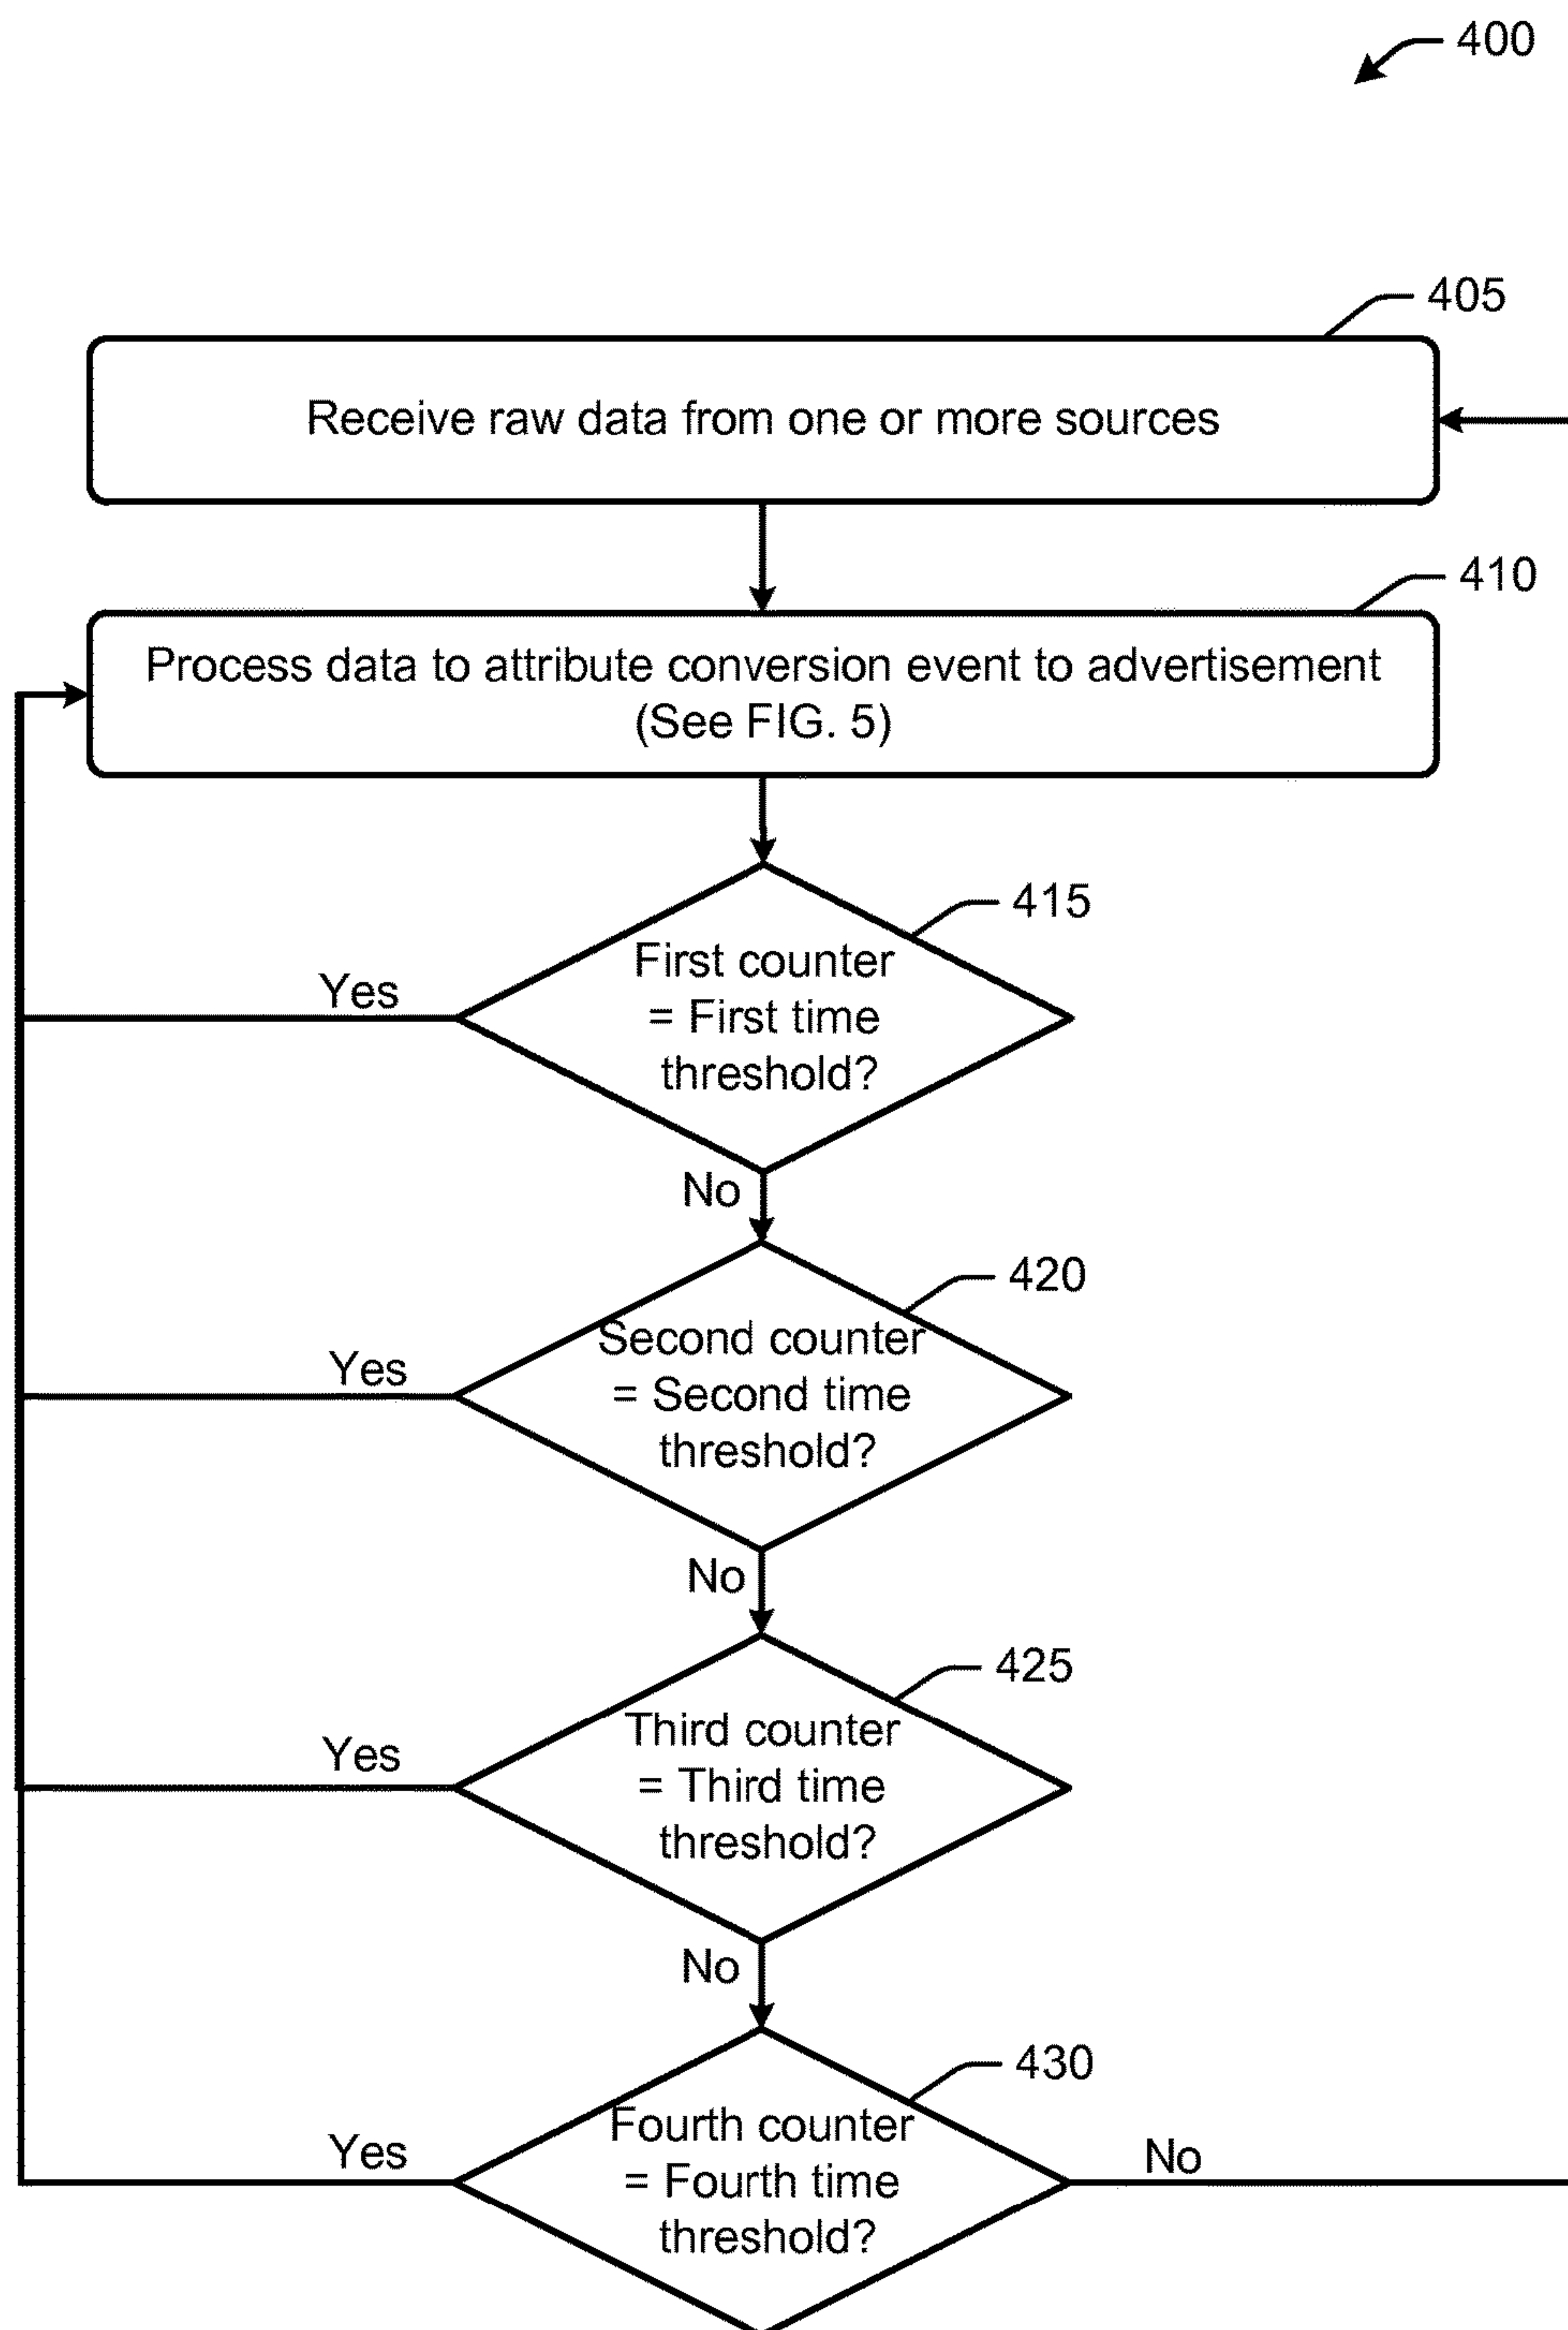 400
405
Receive raw data from one or more sources
410
Process data to attribute conversion event to advertisement
(See FIG. 5)
415
First counter
= First time
threshold?
Yes
No
420
Second counter
= Second time
threshold?
Yes
No
425
Third counter
= Third time
threshold?
Yes
No
430
Fourth counter
= Fourth time
threshold?
Yes
No